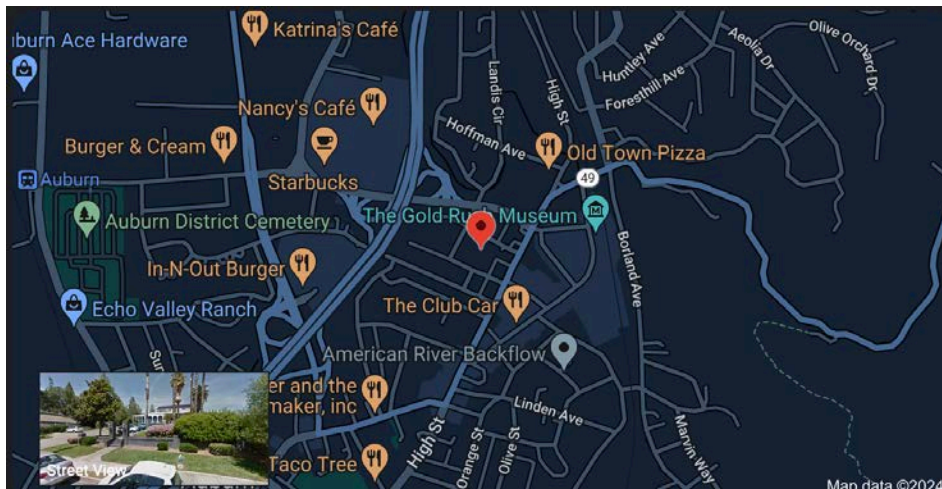 Katrina's Café
ıburn Ace Hardware
Nancy's Café
Burger & Cream
Starbucks
Landis Cir
High St
Huntley Ave
Foresthill Ave
Aeolia Dr
Olive Orchard Dr
Hoffman Ave
Old Town Pizza
49
Auburn
Auburn District Cemetery
The Gold Rush Museum
Borland Ave
In-N-Out Burger
Echo Valley Ranch
The Club Car
American River Backflow
Sur
er and the
maker, inc
Linden Ave
High St
Orange St
Olive St
Marvin Way
Taco Tree
Street View
Map data ©2024